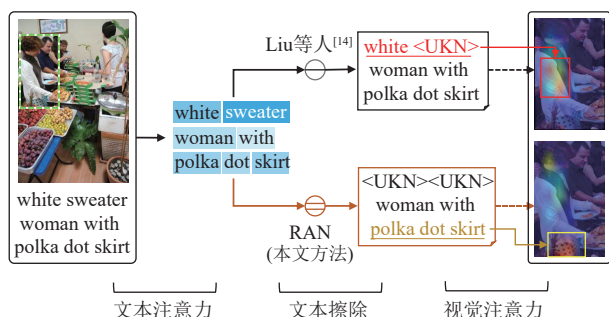 white sweater
woman with
polka dot skirt
white sweater
woman with
polka dot skirt
Liu等人[14]
white <UKN>
woman with
polka dot skirt
RAN
(本文方法)
<UKN><UKN>
woman with
polka dot skirt
文本注意力
文本擦除
视觉注意力